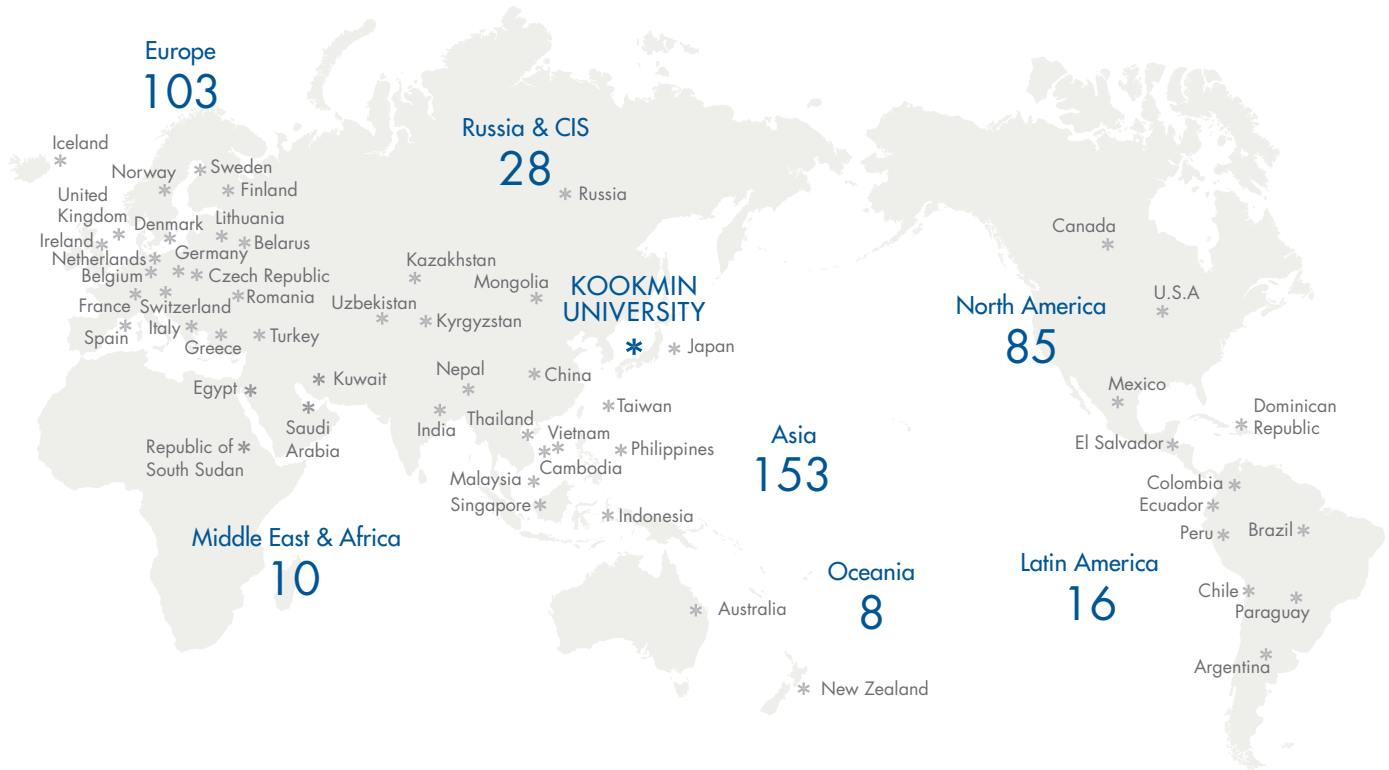 Europe
103
Russia & CIS
28
Iceland
Norway
Sweden
Finland
Russia
United
Kingdom
Denmark
Lithuania
Ireland
Belarus
Netherlands
Germany
Belgium
Czech Republic
France
Switzerland
Romania
Spain
Italy
Greece
Turkey
Kazakhstan
Mongolia
Uzbekistan
Kyrgyzstan
KOOKMIN
UNIVERSITY
Japan
Egypt
Kuwait
Nepal
China
Saudi
Arabia
India
Thailand
Taiwan
Republic of
South Sudan
Vietnam
Philippines
Cambodia
Malaysia
Singapore
Indonesia
Asia
153
Middle East & Africa
10
Oceania
8
Australia
New Zealand
Canada
U.S.A
North America
85
Mexico
Dominican
Republic
El Salvador
Colombia
Ecuador
Peru
Brazil
Latin America
16
Chile
Paraguay
Argentina